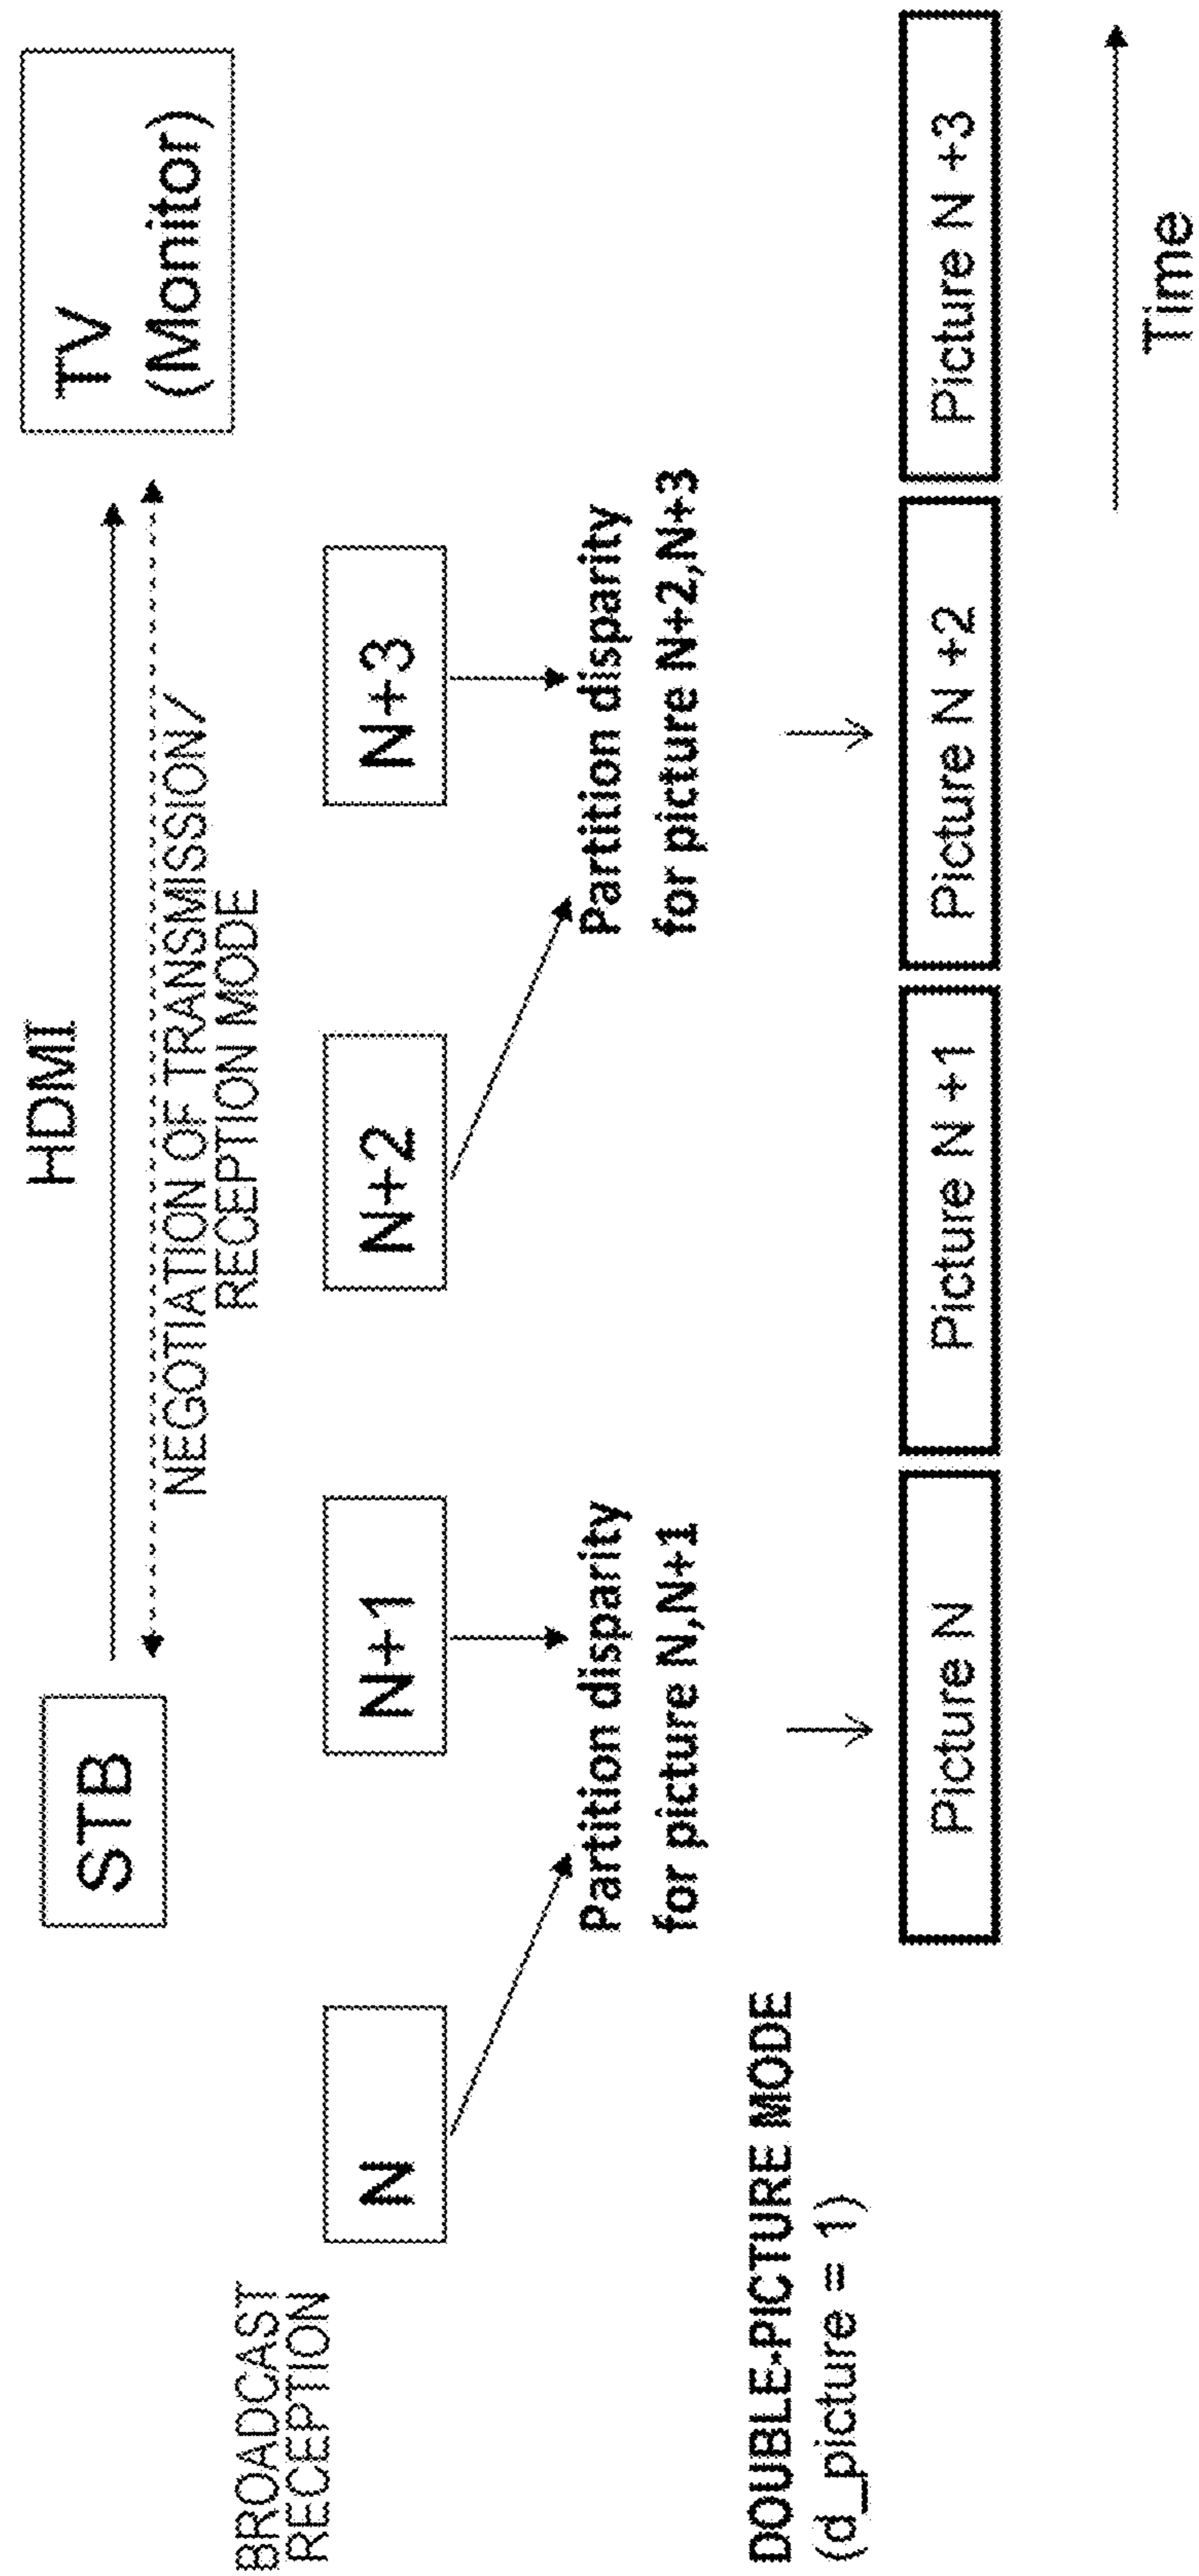 HDMI
STB
TV
(Monitor)
NEGOTIATION OF TRANSMISSION/
RECEPTION MODE
BROADCAST
RECEPTION
N
N+1
N+2
N+3
Partition disparity
for picture N,N+1
Partition disparity
for picture N+2,N+3
DOUBLE-PICTURE MODE
(d_picture = 1)
Picture N
Picture N +1
Picture N +2
Picture N +3
Time